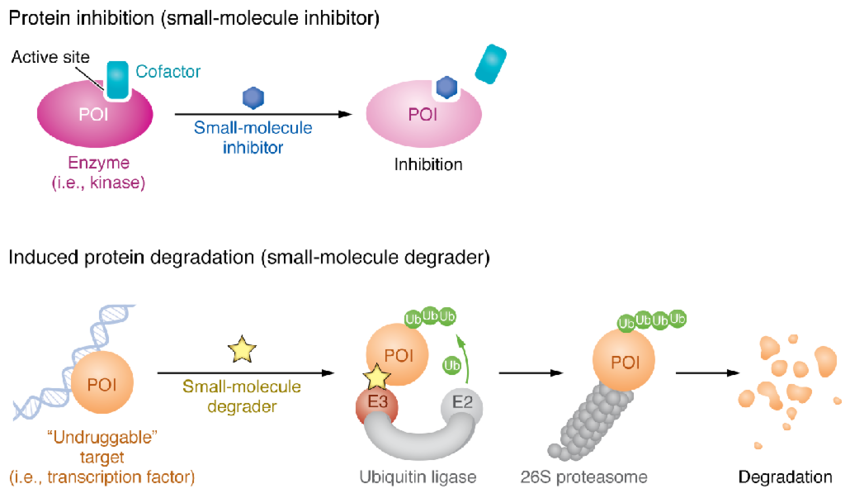 Protein inhibition (small-molecule inhibitor)
Active site
Cofactor
POI
Enzyme
(i.e., kinase)
Small-molecule
inhibitor
POI
Inhibition
Induced protein degradation (small-molecule degrader)
POI
"Undruggable"
target
(i.e., transcription factor)
Small-molecule
degrader
Ub Ub Ub
POI
Ub
E3
E2
Ubiquitin ligase
Ub Ub Ub Ub
POI
26S proteasome
Degradation